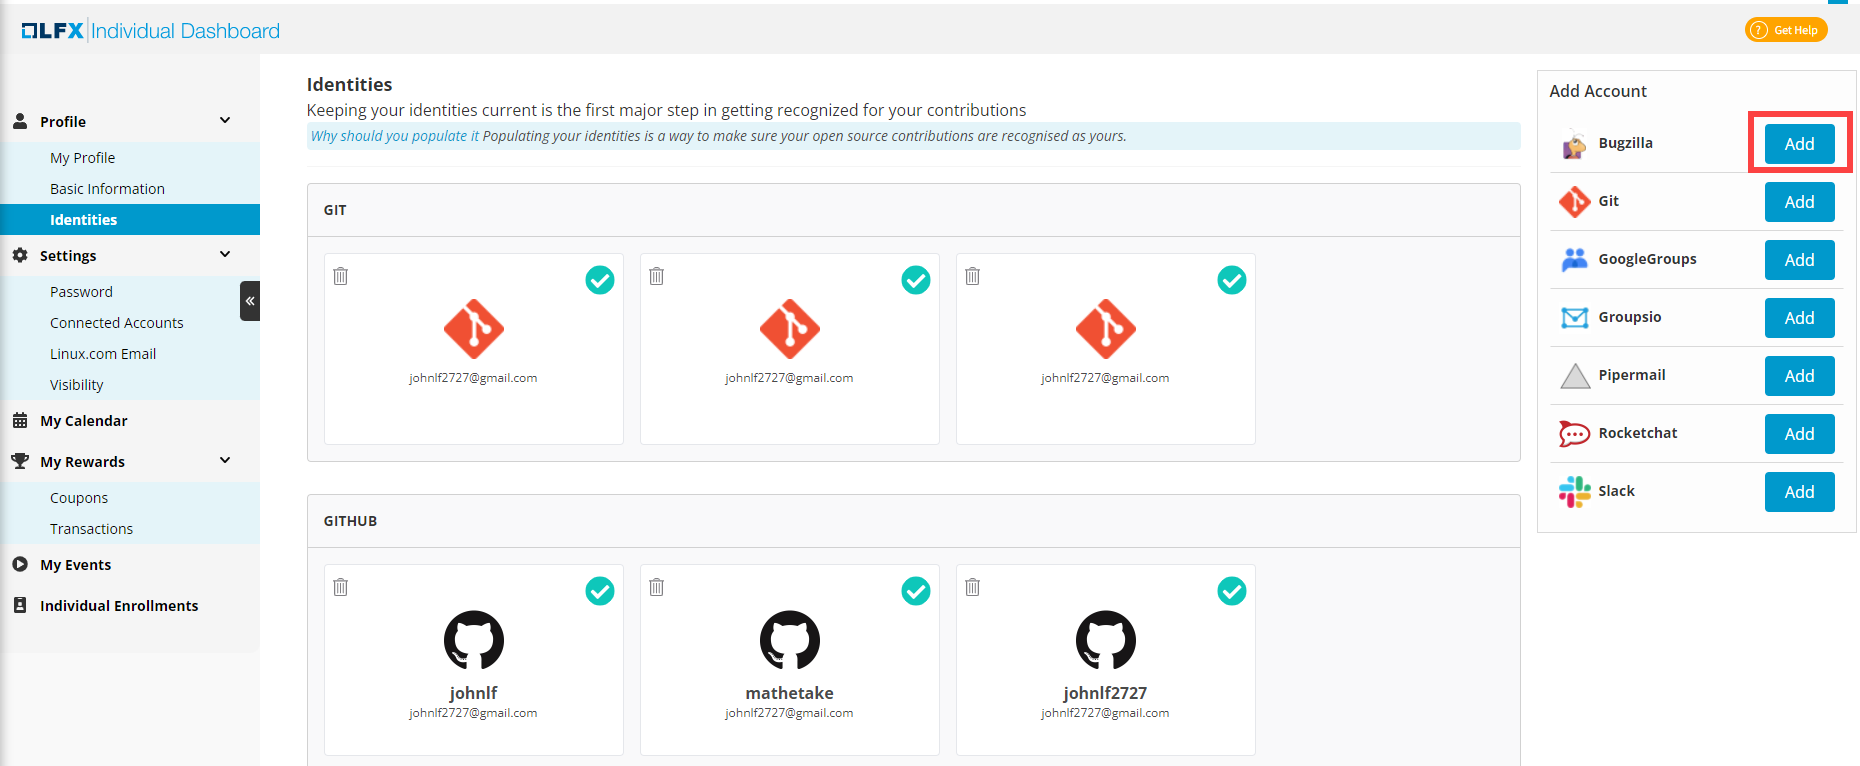 LFX Individual Dashboard
Get Help
Profile
My Profile
Basic Information
Identities
Settings
Password
Connected Accounts
Linux.com Email
Visibility
My Calendar
My Rewards
Coupons
Transactions
My Events
Individual Enrollments
Identities
Keeping your identities current is the first major step in getting recognized for your contributions
Why should you populate it Populating your identities is a way to make sure your open source contributions are recognised as yours.
GIT
johnlf2727@gmail.com
johnlf2727@gmail.com
johnlf2727@gmail.com
GITHUB
johnlf
johnlf2727@gmail.com
mathetake
johnlf2727@gmail.com
johnlf2727
johnlf2727@gmail.com
Add Account
Bugzilla Add
Git Add
GoogleGroups Add
Groupsio Add
Pipermail Add
Rocketchat Add
Slack Add